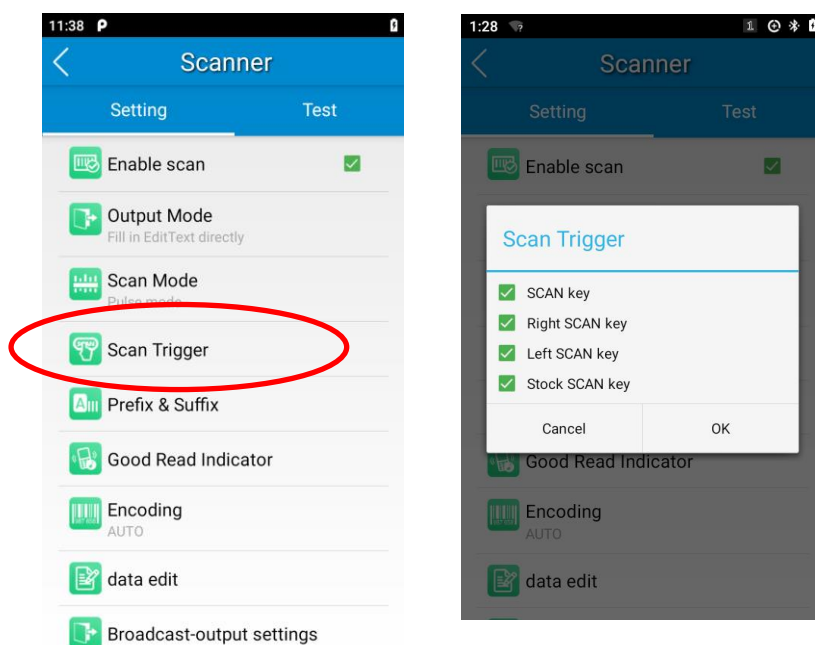 11:38
Scanner
Setting Test
Enable scan
Output Mode
Fill in EditText directly
Scan Mode
Pulse mode
Scan Trigger
Prefix & Suffix
Good Read Indicator
Encoding
AUTO
data edit
Broadcast-output settings
1:28
Scanner
Setting Test
Enable scan
Scan Trigger
SCAN key
Right SCAN key
Left SCAN key
Stock SCAN key
Cancel OK
Good Read Indicator
Encoding
AUTO
data edit